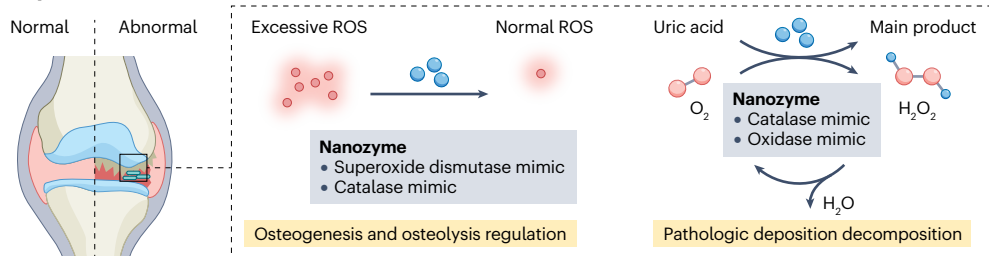 Normal
Abnormal
Excessive ROS
Normal ROS
Nanozyme
• Superoxide dismutase mimic
• Catalase mimic
Osteogenesis and osteolysis regulation
Uric acid
Main product
O₂
H₂O₂
Nanozyme
• Catalase mimic
• Oxidase mimic
H₂O
Pathologic deposition decomposition